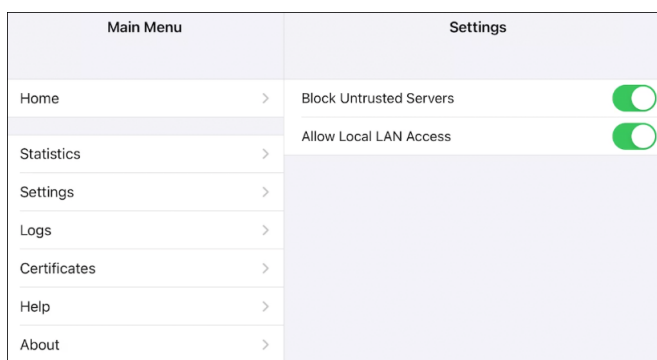 Main Menu
Home
Statistics
Settings
Logs
Certificates
Help
About
Settings
Block Untrusted Servers
Allow Local LAN Access